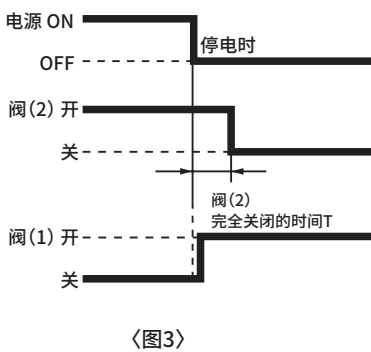 电源 ON
停电时
OFF
阀（2）开
关
阀（2）
完全关闭的时间T
阀（1）开
关
〈图3〉